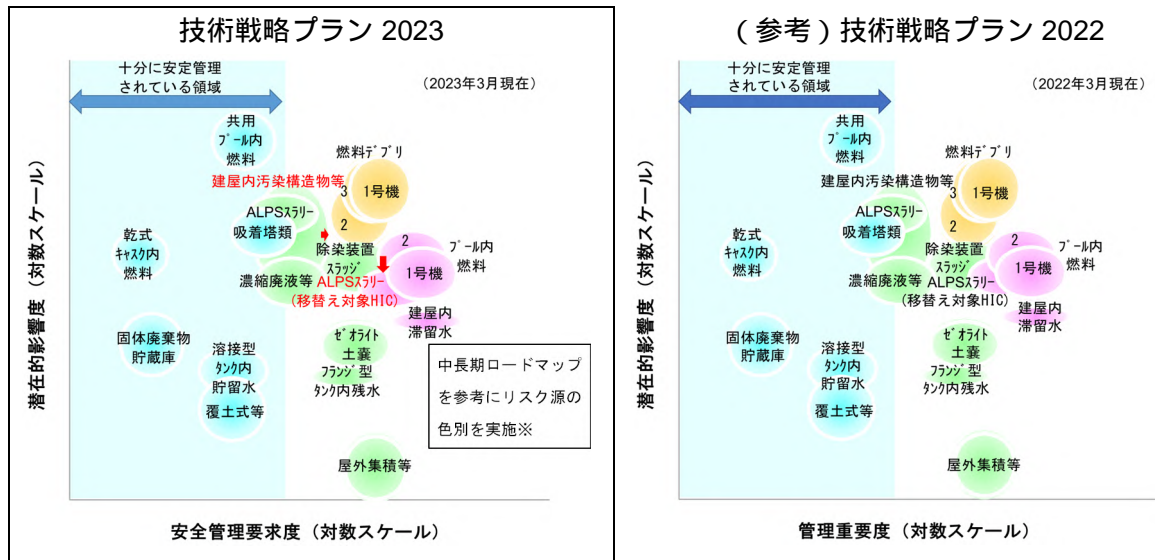 技術戦略プラン 2023
十分に安定管理
されている領域
（2023年3月現在）
共用
ﾌﾟｰﾙ内
燃料
燃料ﾃﾞﾌﾞﾘ
建屋内汚染構造物等
3
1号機
2
ALPSｽﾗﾘｰ
吸着塔類
乾式
ｷｬｽｸ内
燃料
除染装置
ｽﾗｯｼﾞ
2
ﾌﾟｰﾙ内
燃料
1号機
濃縮廃液等
ALPSｽﾗﾘｰ
(移替え対象HIC)
建屋内
滞留水
固体廃棄物
貯蔵庫
溶接型
ﾀﾝｸ内
貯留水
覆土式等
ｾﾞｵﾗｲﾄ
土嚢
ﾌﾗﾝｼﾞ型
ﾀﾝｸ内残水
中長期ロードマップ
を参考にリスク源の
色別を実施※
屋外集積等
潜在的影響度（対数スケール）
安全管理要求度（対数スケール）
（参考）技術戦略プラン 2022
十分に安定管理
されている領域
（2022年3月現在）
共用
ﾌﾟｰﾙ内
燃料
燃料ﾃﾞﾌﾞﾘ
建屋内汚染構造物等
3
1号機
2
ALPSｽﾗﾘｰ
吸着塔類
乾式
ｷｬｽｸ内
燃料
除染装置
ｽﾗｯｼﾞ
2
ﾌﾟｰﾙ内
燃料
1号機
濃縮廃液等
ALPSｽﾗﾘｰ
(移替え対象HIC)
建屋内
滞留水
固体廃棄物
貯蔵庫
溶接型
ﾀﾝｸ内
貯留水
覆土式等
ｾﾞｵﾗｲﾄ
土嚢
ﾌﾗﾝｼﾞ型
ﾀﾝｸ内残水
屋外集積等
潜在的影響度（対数スケール）
管理重要度（対数スケール）